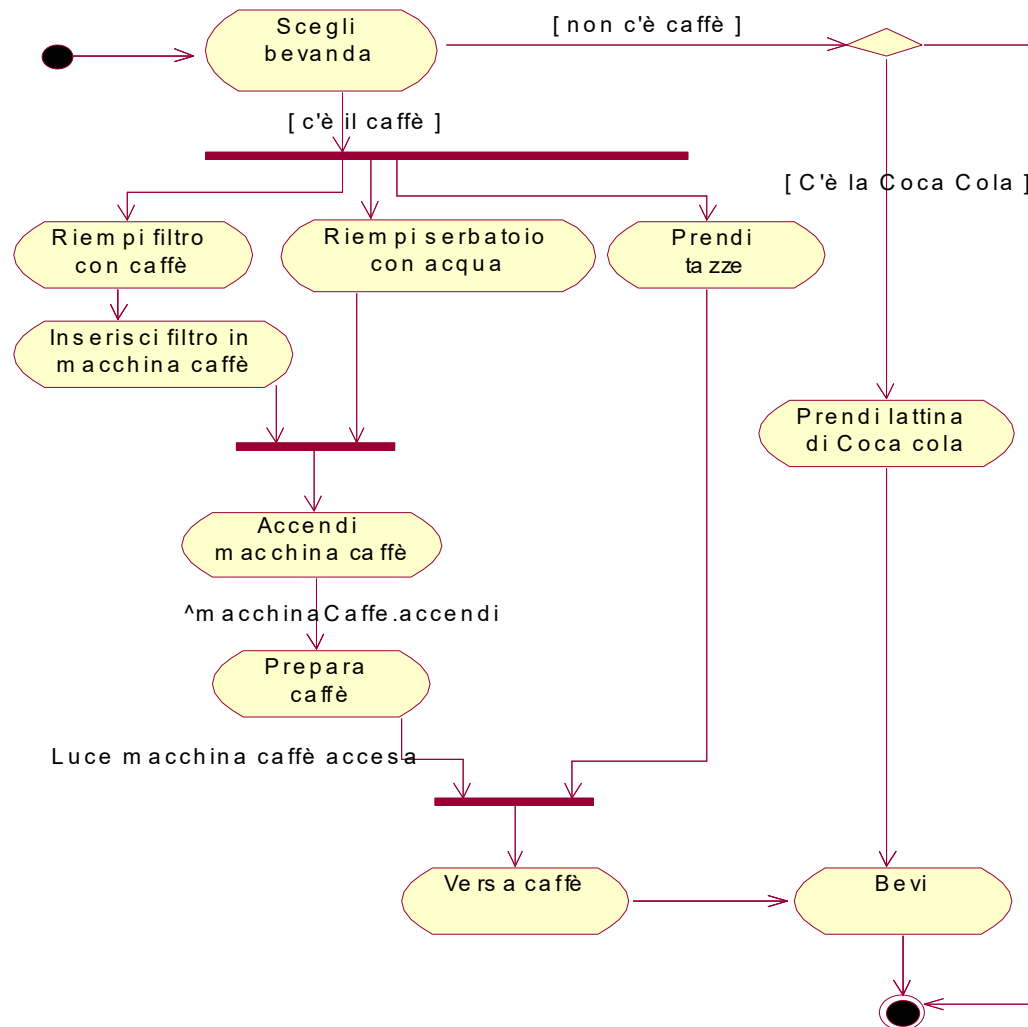 Scegli
bevanda
[ non c'è caffè ]
[ c'è il caffè ]
[ C'è la Coca Cola ]
Riempi filtro
con caffè
Riempi serbatoio
con acqua
Prendi
tazze
Inserisci filtro in
macchina caffè
Prendi lattina
di Coca cola
Accendi
macchina caffè
^macchinaCaffe.accendi
Prepara
caffè
Luce macchina caffè accesa
Versa caffè
Bevi